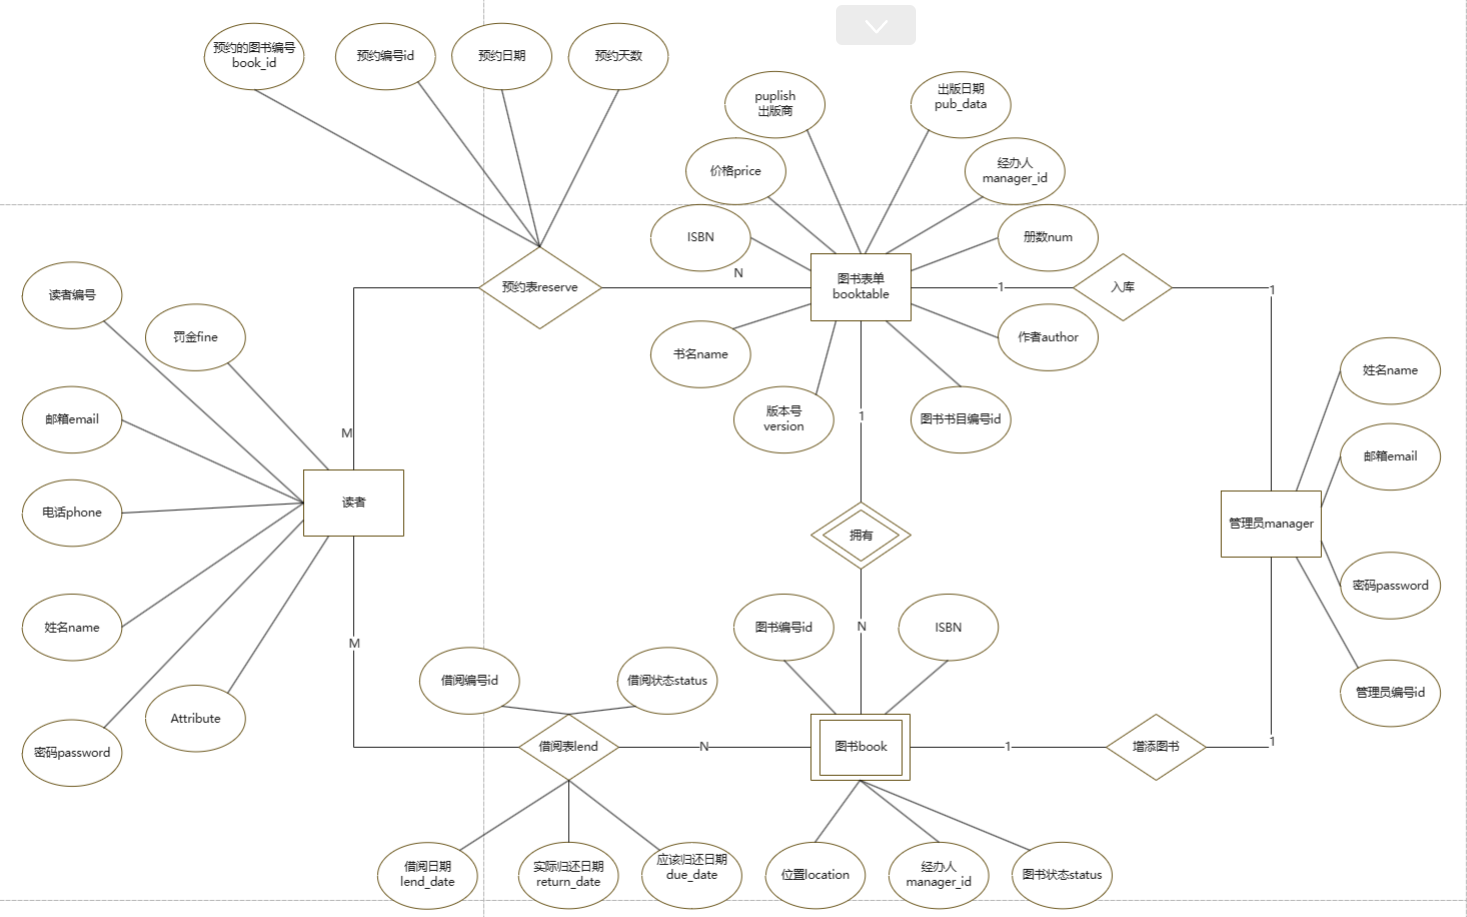 预约的图书编号
book_id
预约编号id
预约日期
预约天数
puplish
出版商
出版日期
pub_data
价格price
经办人
manager_id
ISBN
册数num
N
图书表单
booktable
预约表reserve
1
入库
1
读者编号
罚金fine
书名name
作者author
姓名name
版本号
version
图书书目编号id
1
邮箱email
M
邮箱email
读者
电话phone
拥有
管理员manager
密码password
姓名name
图书编号id
N
ISBN
M
借阅编号id
借阅状态status
管理员编号id
Attribute
密码password
借阅表lend
N
图书book
1
增添图书
1
借阅日期
lend_date
实际归还日期
return_date
应该归还日期
due_date
位置location
经办人
manager_id
图书状态status